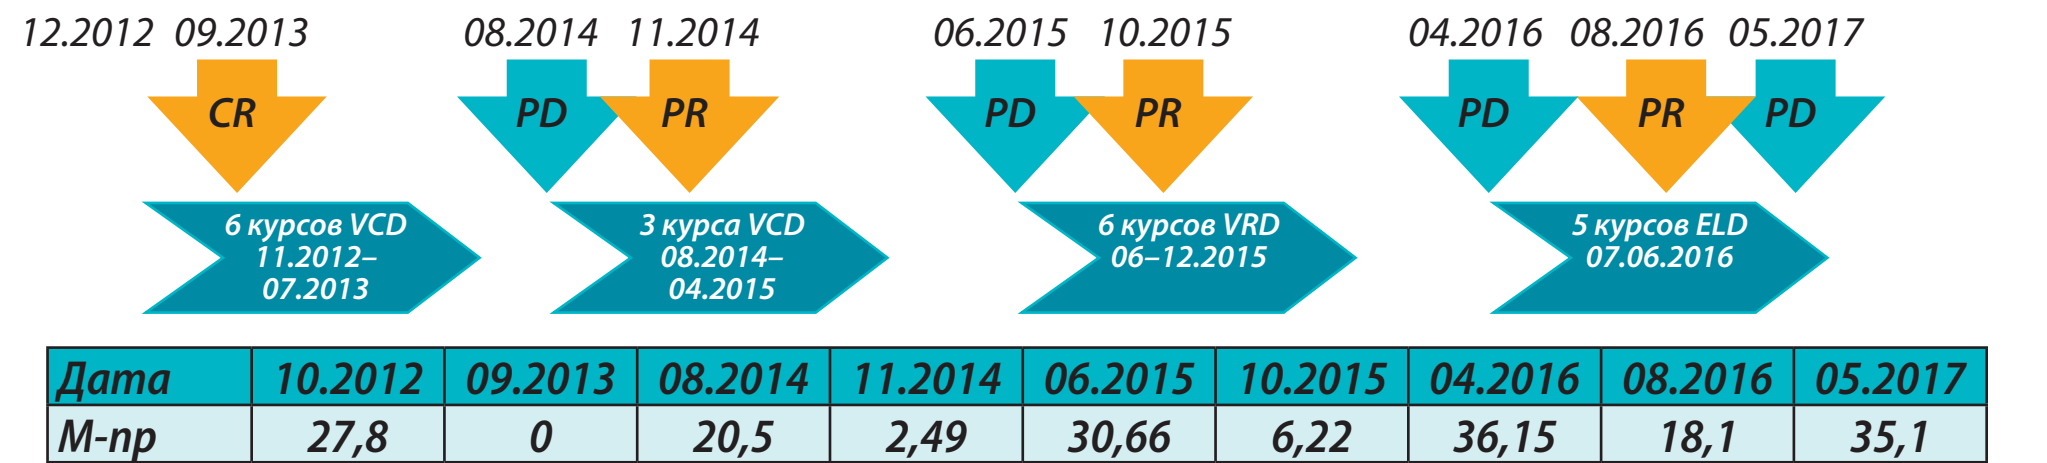 12.2012 09.2013 08.2014 11.2014 06.2015 10.2015 04.2016 08.2016 05.2017
CR PD PR PD PR PD PR PD
6 курсов VCD
11.2012–
07.2013
3 курса VCD
08.2014–
04.2015
6 курсов VRD
06–12.2015
5 курсов ELD
07.06.2016
Дата 10.2012 09.2013 08.2014 11.2014 06.2015 10.2015 04.2016 08.2016 05.2017
М-пр 27,8 0 20,5 2,49 30,66 6,22 36,15 18,1 35,1